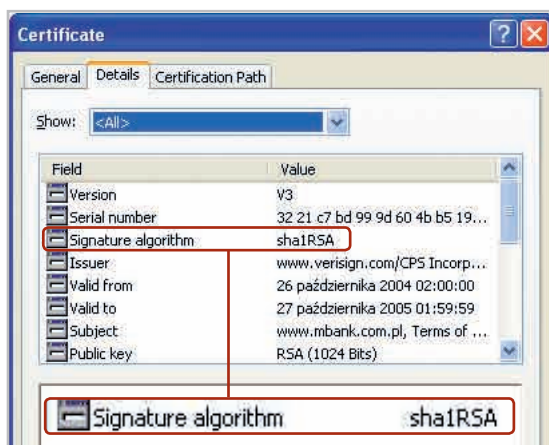 Certificate
General Details Certification Path
Show: <All>
Field Value
Version V3
Serial number 32 21 c7 bd 99 9d 60 4b b5 19...
Signature algorithm sha1RSA
Issuer www.verisign.com/CPS Incorp...
Valid from 26 października 2004 02:00:00
Valid to 27 października 2005 01:59:59
Subject www.mbank.com.pl, Terms of ...
Public key RSA (1024 Bits)
Signature algorithm sha1RSA